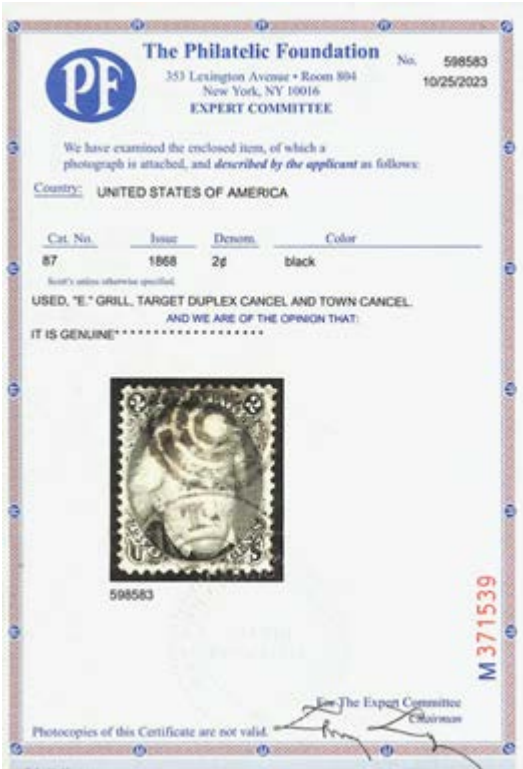 PF
The Philatelic Foundation
No. 598583
353 Lexington Avenue • Room 804
10/25/2023
New York, NY 10016
EXPERT COMMITTEE
We have examined the enclosed item, of which a
photograph is attached, and described by the applicant as follows:
Country: UNITED STATES OF AMERICA
Cat. No. Issue Denom. Color
87 1868 2¢ black
Scott's unless otherwise specified.
USED, "E." GRILL, TARGET DUPLEX CANCEL AND TOWN CANCEL.
AND WE ARE OF THE OPINION THAT:
IT IS GENUINE* * * * * * * * * * * * * * * * * * *
2 2
U S
598583
M 371539
For The Expert Committee
Chairman
Photocopies of this Certificate are not valid.